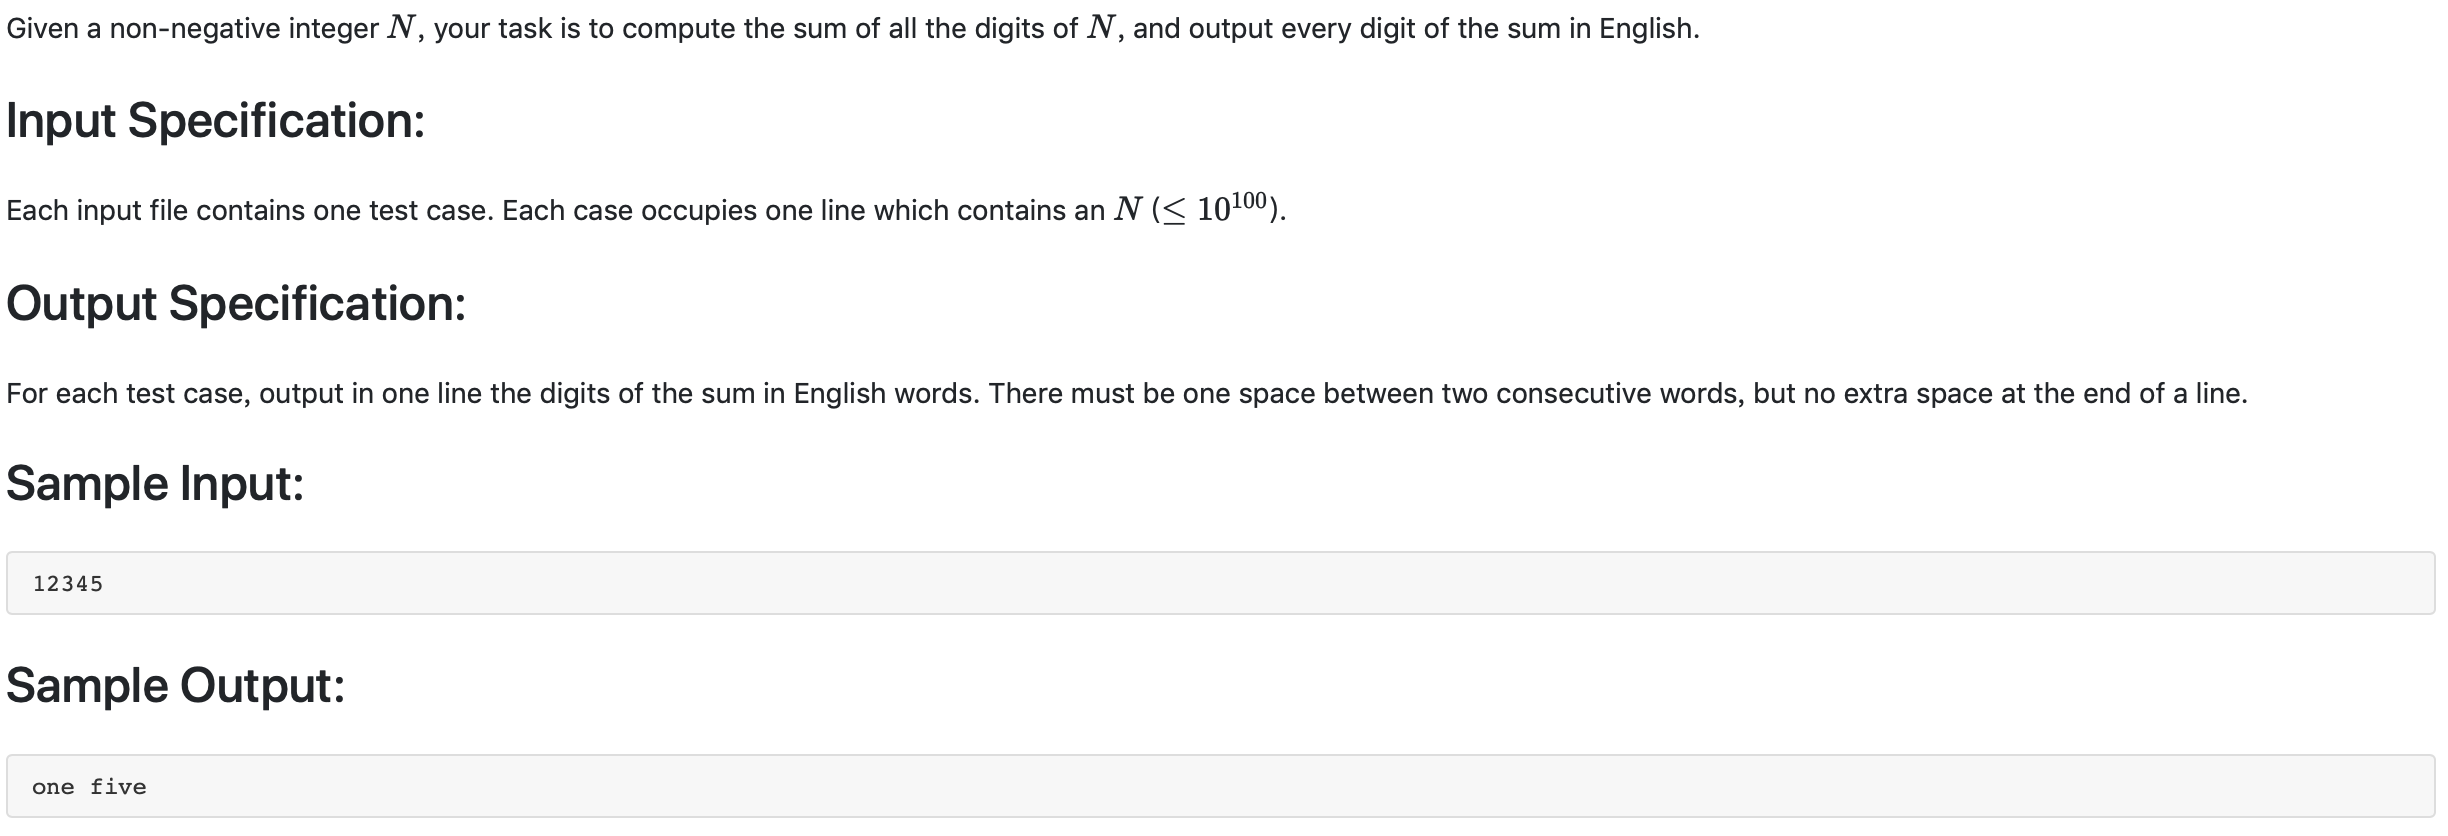 Given a non-negative integer N, your task is to compute the sum of all the digits of N, and output every digit of the sum in English.
Input Specification:
Each input file contains one test case. Each case occupies one line which contains an N (≤ 10^100).
Output Specification:
For each test case, output in one line the digits of the sum in English words. There must be one space between two consecutive words, but no extra space at the end of a line.
Sample Input:
12345
Sample Output:
one five